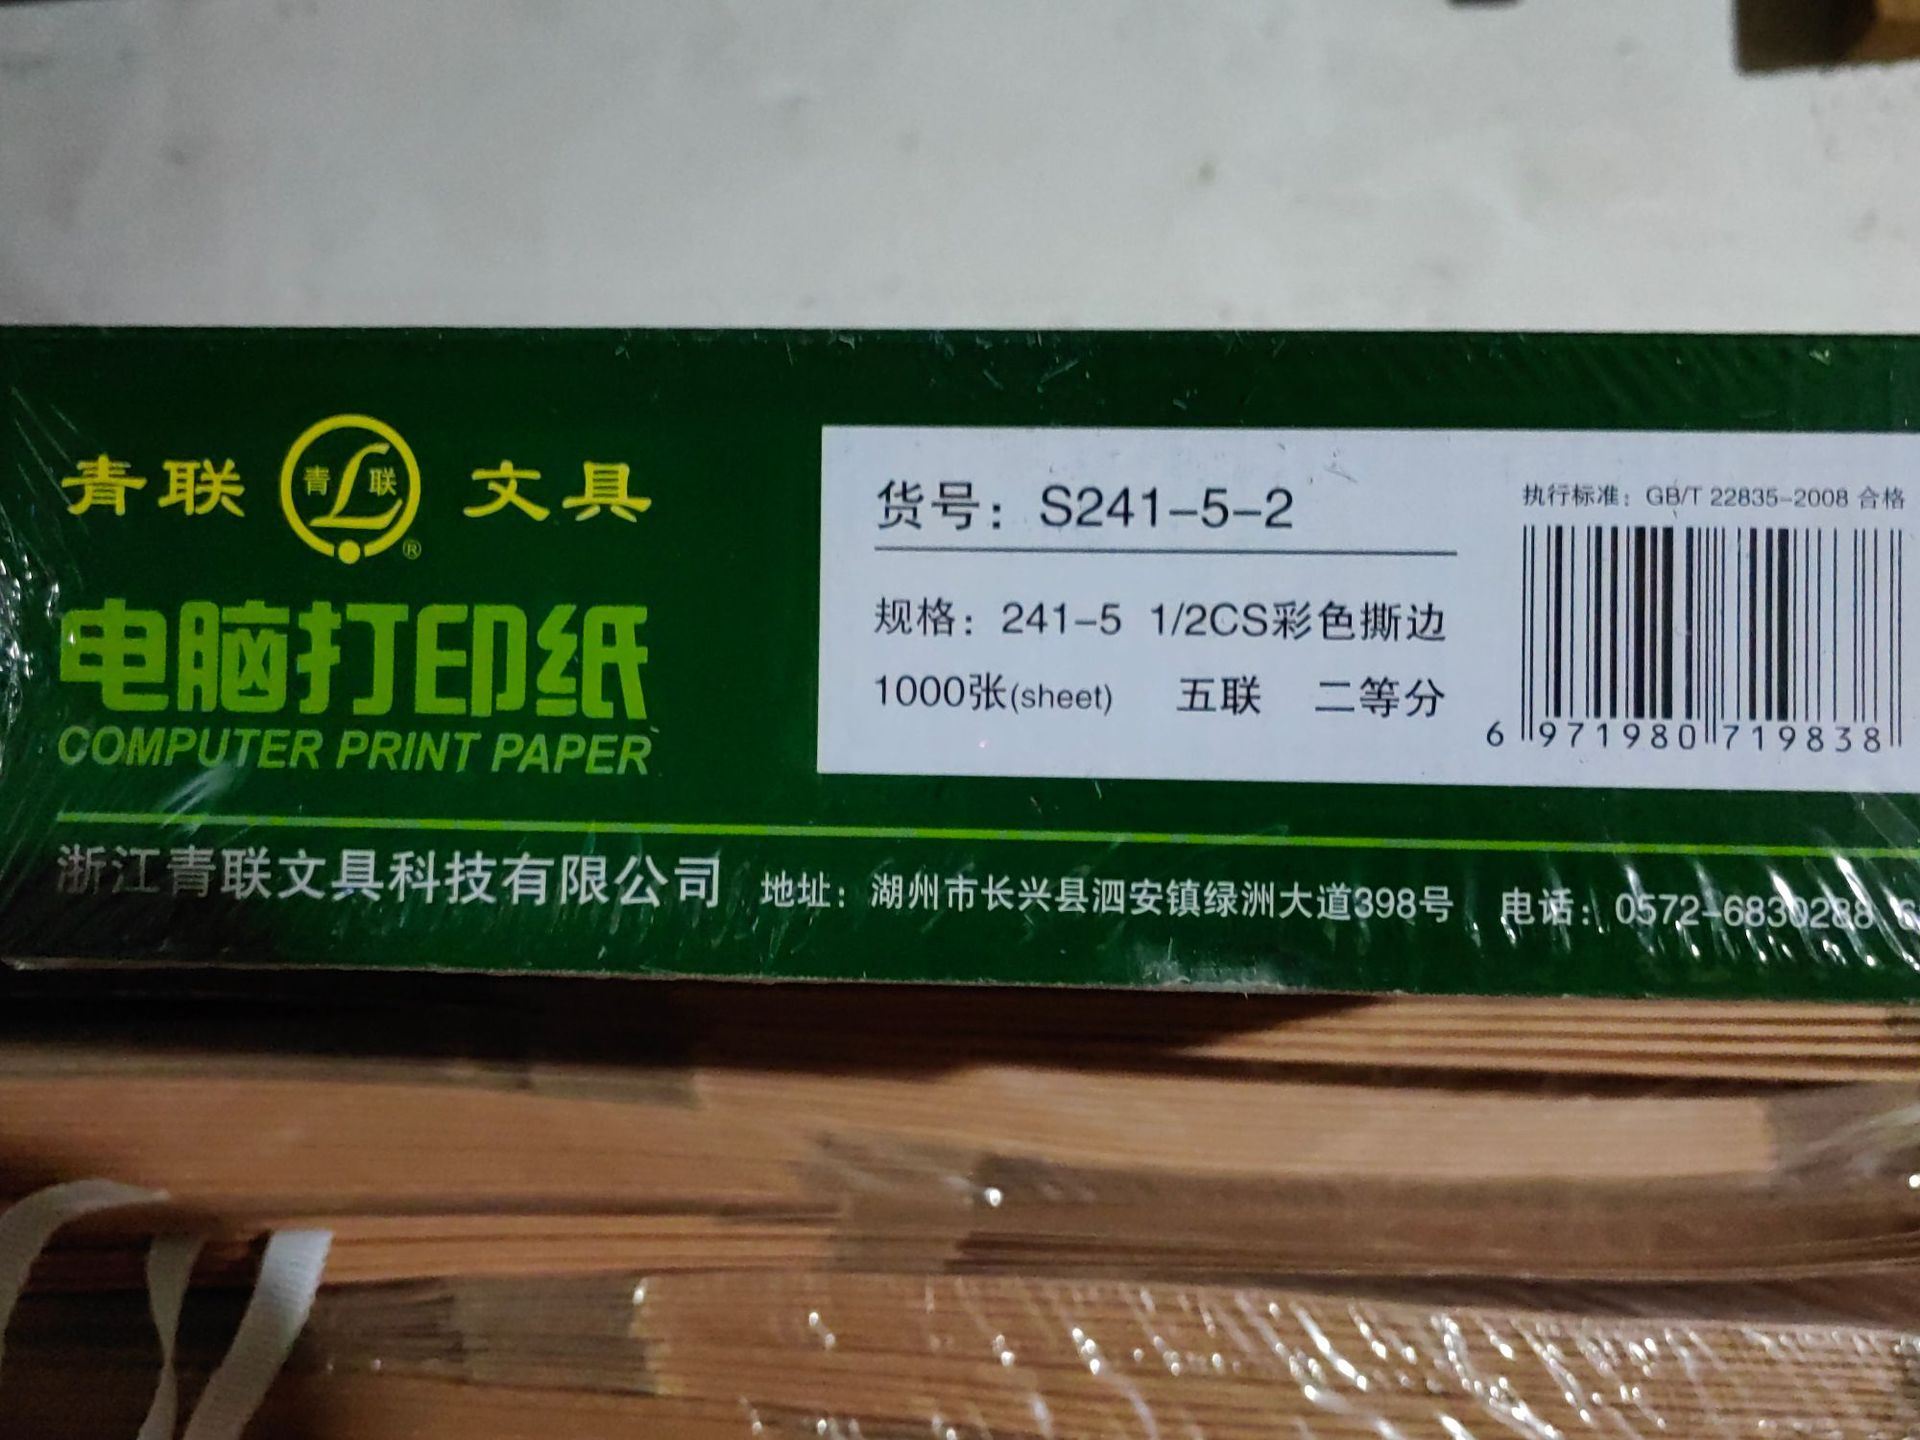 青联 青联 文具
®
电脑打印纸
COMPUTER PRINT PAPER
货号：S241-5-2
规格：241-5 1/2CS彩色撕边
1000张(sheet) 五联 二等分
执行标准：GB/T 22835-2008 合格
6 971980 719838
浙江青联文具科技有限公司 地址：湖州市长兴县泗安镇绿洲大道398号 电话：0572-6830288